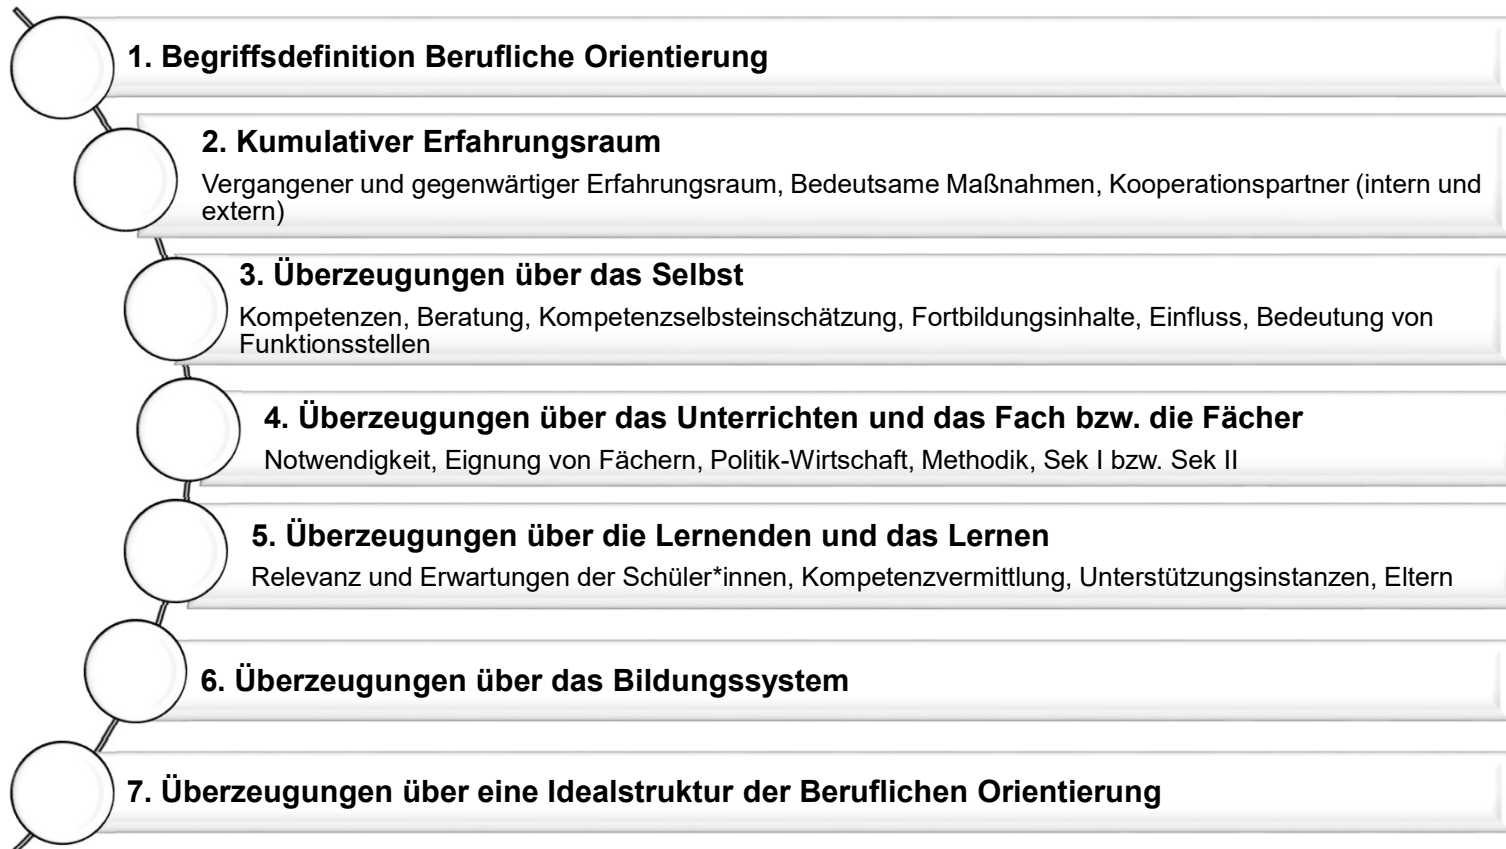 1. Begriffsdefinition Berufliche Orientierung
2. Kumulativer Erfahrungsraum
Vergangener und gegenwärtiger Erfahrungsraum, Bedeutsame Maßnahmen, Kooperationspartner (intern und
extern)
3. Überzeugungen über das Selbst
Kompetenzen, Beratung, Kompetenzselbsteinschätzung, Fortbildungsinhalte, Einfluss, Bedeutung von
Funktionsstellen
4. Überzeugungen über das Unterrichten und das Fach bzw. die Fächer
Notwendigkeit, Eignung von Fächern, Politik-Wirtschaft, Methodik, Sek I bzw. Sek II
5. Überzeugungen über die Lernenden und das Lernen
Relevanz und Erwartungen der Schüler*innen, Kompetenzvermittlung, Unterstützungsinstanzen, Eltern
6. Überzeugungen über das Bildungssystem
7. Überzeugungen über eine Idealstruktur der Beruflichen Orientierung